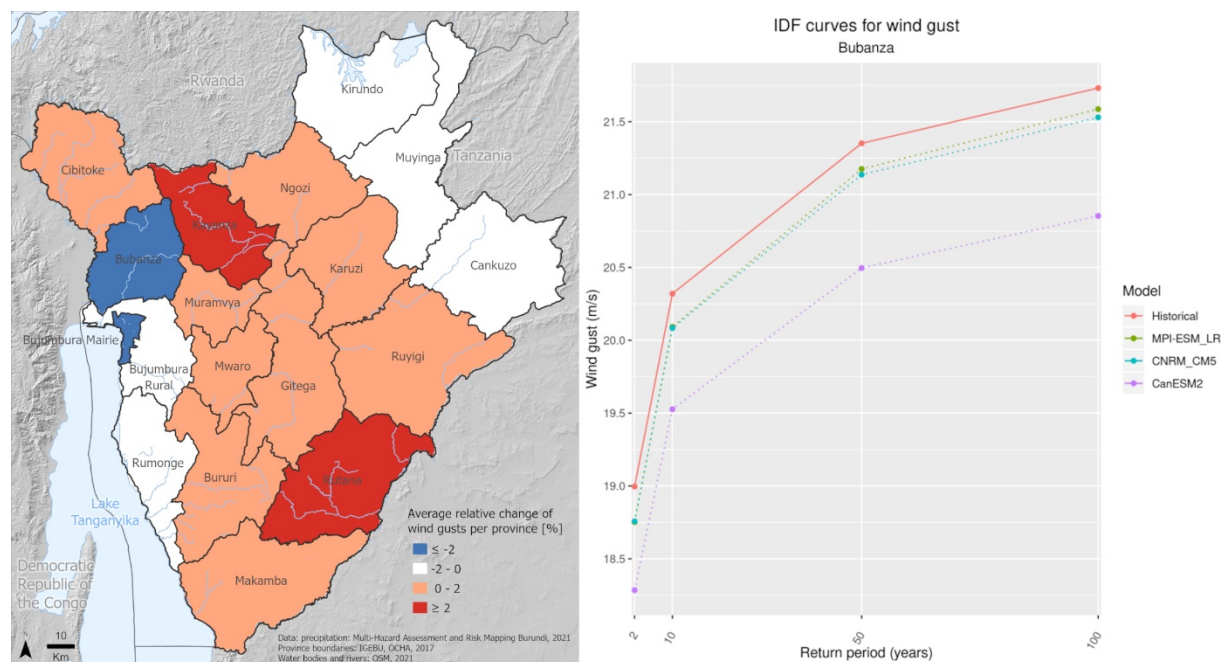 Rwanda
Kirundo
Muyinga
Tanzania
Cibitoke
Ngozi
Kayanza
Bubanza
Karuzi
Cankuzo
Muramvya
Bujumbura Mairie
Bujumbura
Rural
Mwaro
Ruyigi
Gitega
Rumonge
Bururi
Rutana
Lake
Tanganyika
Makamba
Democratic
Republic of
the Congo
Average relative change of
wind gusts per province [%]
≤ -2
-2 - 0
0 - 2
≥ 2
10
Km
Data: precipitation: Multi-Hazard Assessment and Risk Mapping Burundi, 2021
Province boundaries: IGEBU, OCHA, 2017
Water bodies and rivers: OSM, 2021
IDF curves for wind gust
Bubanza
Wind gust (m/s)
21.5
21.0
20.5
20.0
19.5
19.0
18.5
2
10
50
100
Return period (years)
Model
Historical
MPI-ESM_LR
CNRM_CM5
CanESM2